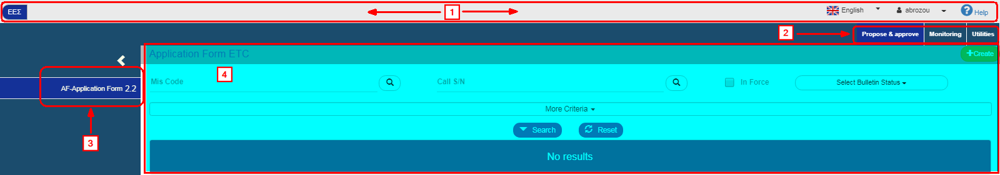 ΕΕΣ
1
English
abrozou
Help
2
Propose & approve
Monitoring
Utilities
Application Form ETC
Create
4
Mis Code
Call S/N
In Force
Select Bulletin Status
AF-Application Form 2.2
More Criteria
3
Search
Reset
No results